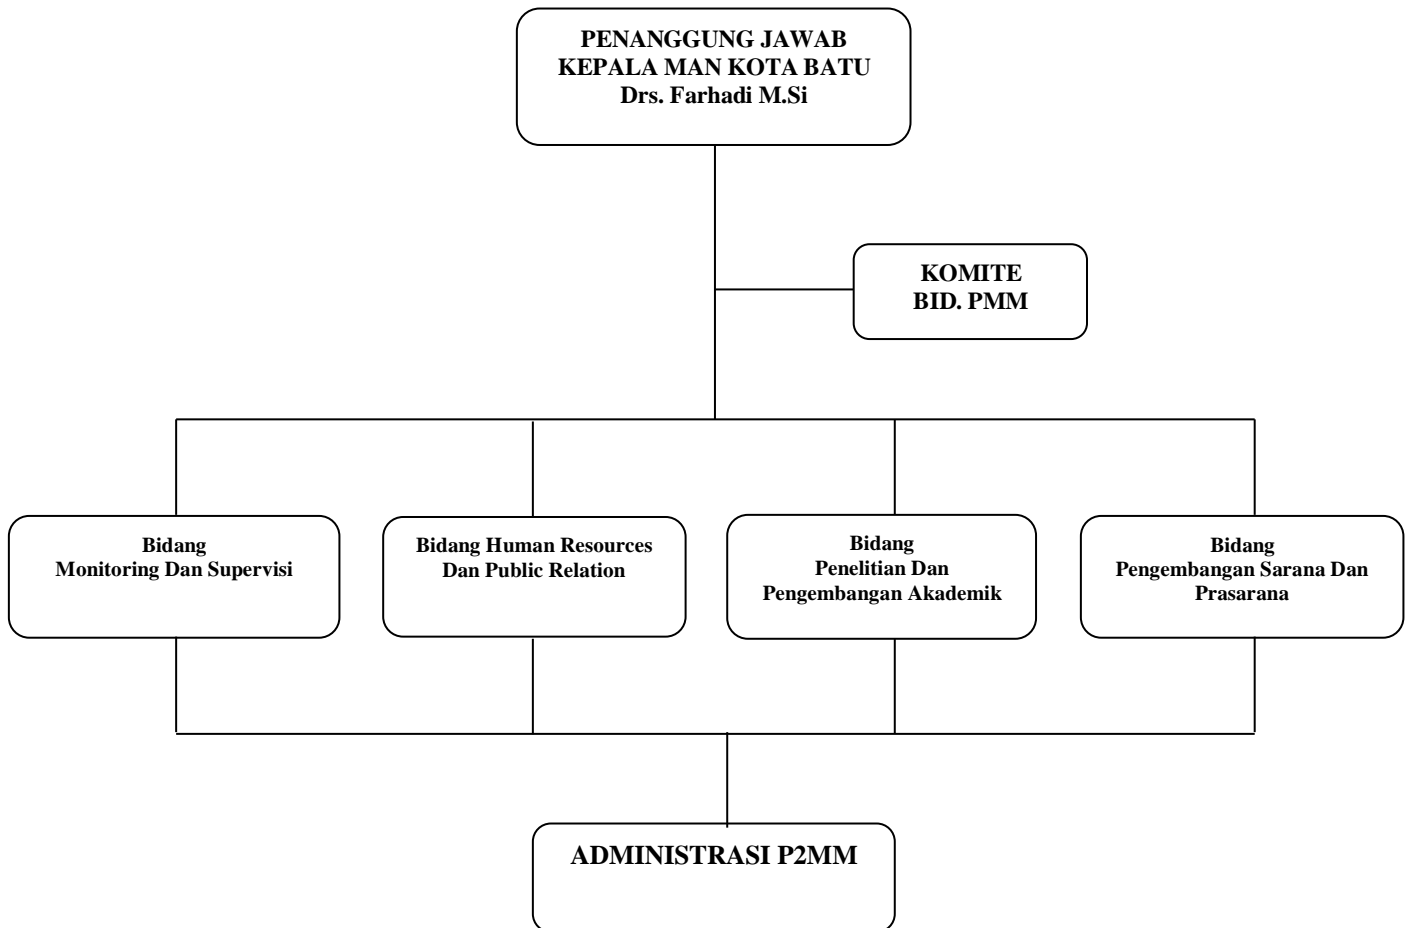 PENANGGUNG JAWAB
KEPALA MAN KOTA BATU
Drs. Farhadi M.Si
KOMITE
BID. PMM
Bidang
Monitoring Dan Supervisi
Bidang Human Resources
Dan Public Relation
Bidang
Penelitian Dan
Pengembangan Akademik
Bidang
Pengembangan Sarana Dan
Prasarana
ADMINISTRASI P2MM